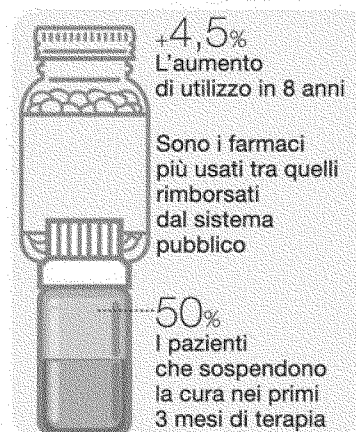 +4,5%
L'aumento
di utilizzo in 8 anni
Sono i farmaci
più usati tra quelli
rimborsati
dal sistema
pubblico
50%
I pazienti
che sospendono
la cura nei primi
3 mesi di terapia